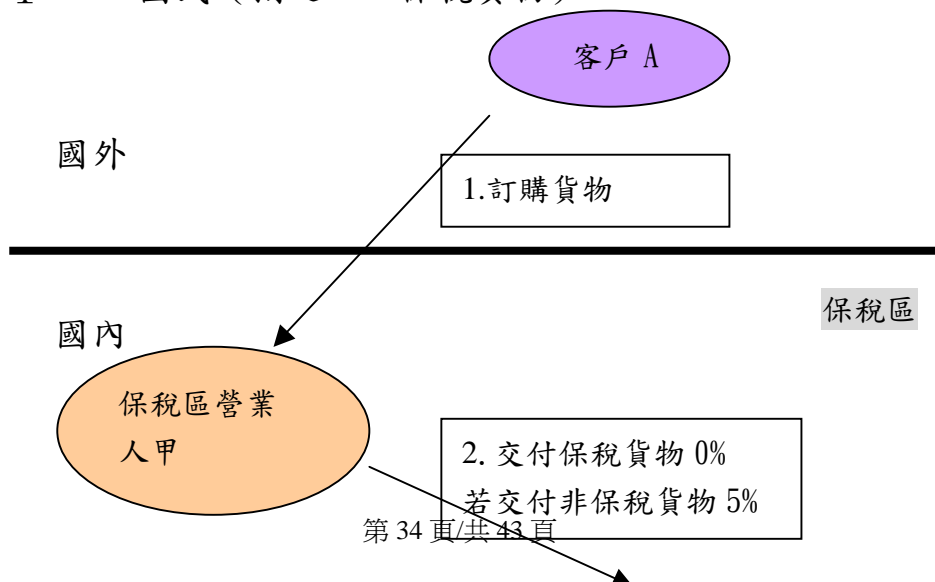 客戶 A
國外
1.訂購貨物
保稅區
國內
保稅區營業
人甲
2. 交付保稅貨物 0%
若交付非保稅貨物 5%
第 34 頁/共 43 頁